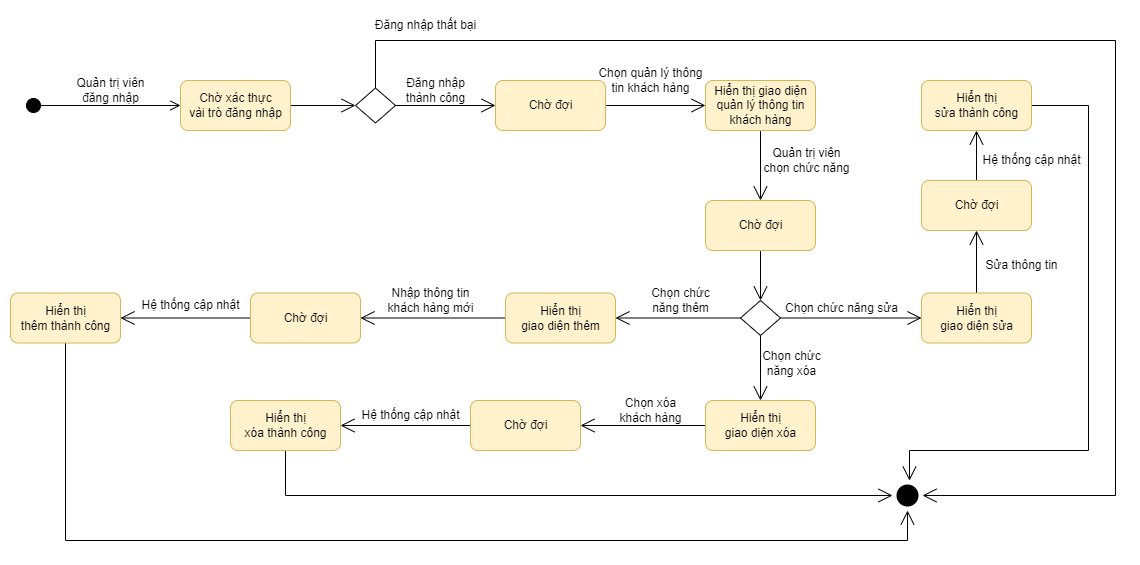 Đăng nhập thất bại
Quản trị viên
đăng nhập
Chờ xác thực
vài trò đăng nhập
Đăng nhập
thành công
Chờ đợi
Chọn quản lý thông
tin khách hàng
Hiển thị giao diện
quản lý thông tin
khách hàng
Hiển thị
sửa thành công
Quản trị viên
chọn chức năng
Hệ thống cập nhật
Chờ đợi
Chờ đợi
Sửa thông tin
Hiển thị
thêm thành công
Hệ thống cập nhật
Chờ đợi
Nhập thông tin
khách hàng mới
Hiển thị
giao diện thêm
Chọn chức
năng thêm
Chọn chức năng sửa
Hiển thị
giao diện sửa
Chọn chức
năng xóa
Hiển thị
xóa thành công
Hệ thống cập nhật
Chờ đợi
Chọn xóa
khách hàng
Hiển thị
giao diện xóa